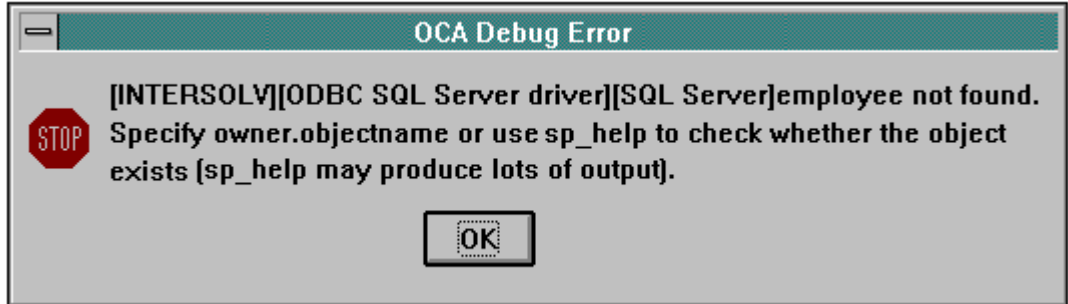 OCA Debug Error
[INTERSOLV][ODBC SQL Server driver][SQL Server]employee not found.
STOP
Specify owner.objectname or use sp_help to check whether the object
exists (sp_help may produce lots of output).
OK